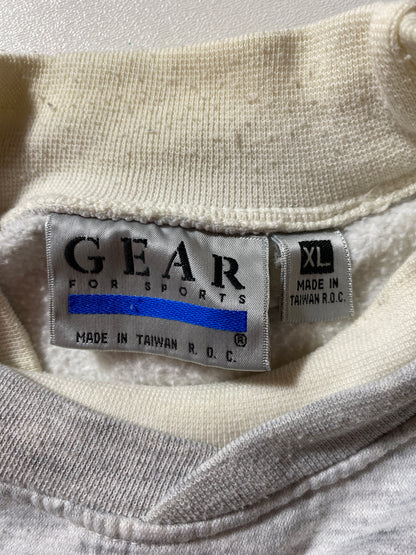 GEAR
FOR SPORTS
®
MADE IN TAIWAN R. O. C.
XL
MADE IN
TAIWAN R.O.C.